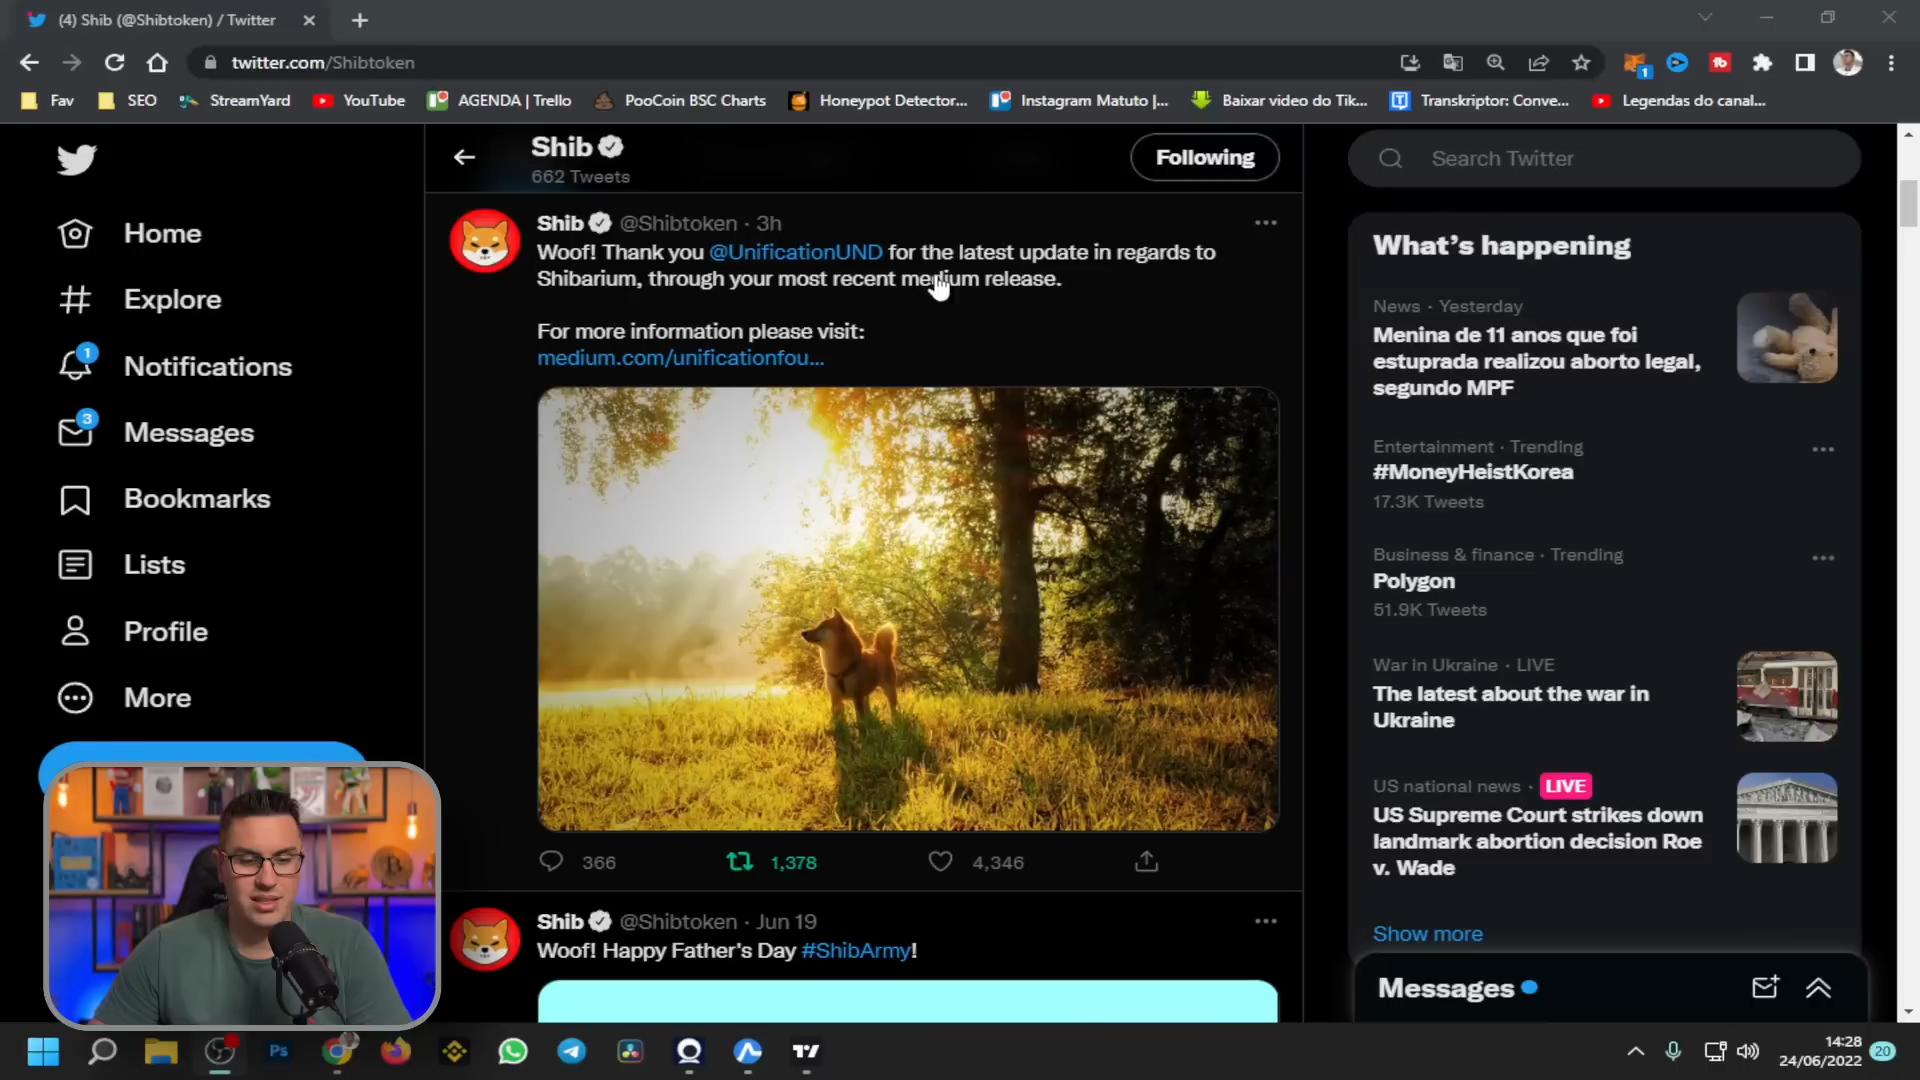 (4) Shib (@Shibtoken) / Twitter
twitter.com/Shibtoken
1
Fav
SEO
StreamYard
YouTube
AGENDA | Trello
PooCoin BSC Charts
Honeypot Detector...
Instagram Matuto |...
Baixar video do Tik...
Transkriptor: Conve...
Legendas do canal...
Home
Explore
1
Notifications
3
Messages
Bookmarks
Lists
Profile
More
Shib
662 Tweets
Following
Shib @Shibtoken · 3h
Woof! Thank you @UnificationUND for the latest update in regards to
Shibarium, through your most recent medium release.
For more information please visit:
medium.com/unificationfou...
366
1,378
4,346
Shib @Shibtoken · Jun 19
Woof! Happy Father's Day #ShibArmy!
Search Twitter
What's happening
News · Yesterday
Menina de 11 anos que foi
estuprada realizou aborto legal,
segundo MPF
Entertainment · Trending
#MoneyHeistKorea
17.3K Tweets
Business & finance · Trending
Polygon
51.9K Tweets
War in Ukraine · LIVE
The latest about the war in
Ukraine
US national news · LIVE
US Supreme Court strikes down
landmark abortion decision Roe
v. Wade
Show more
Messages
Ps
14:28
24/06/2022
20